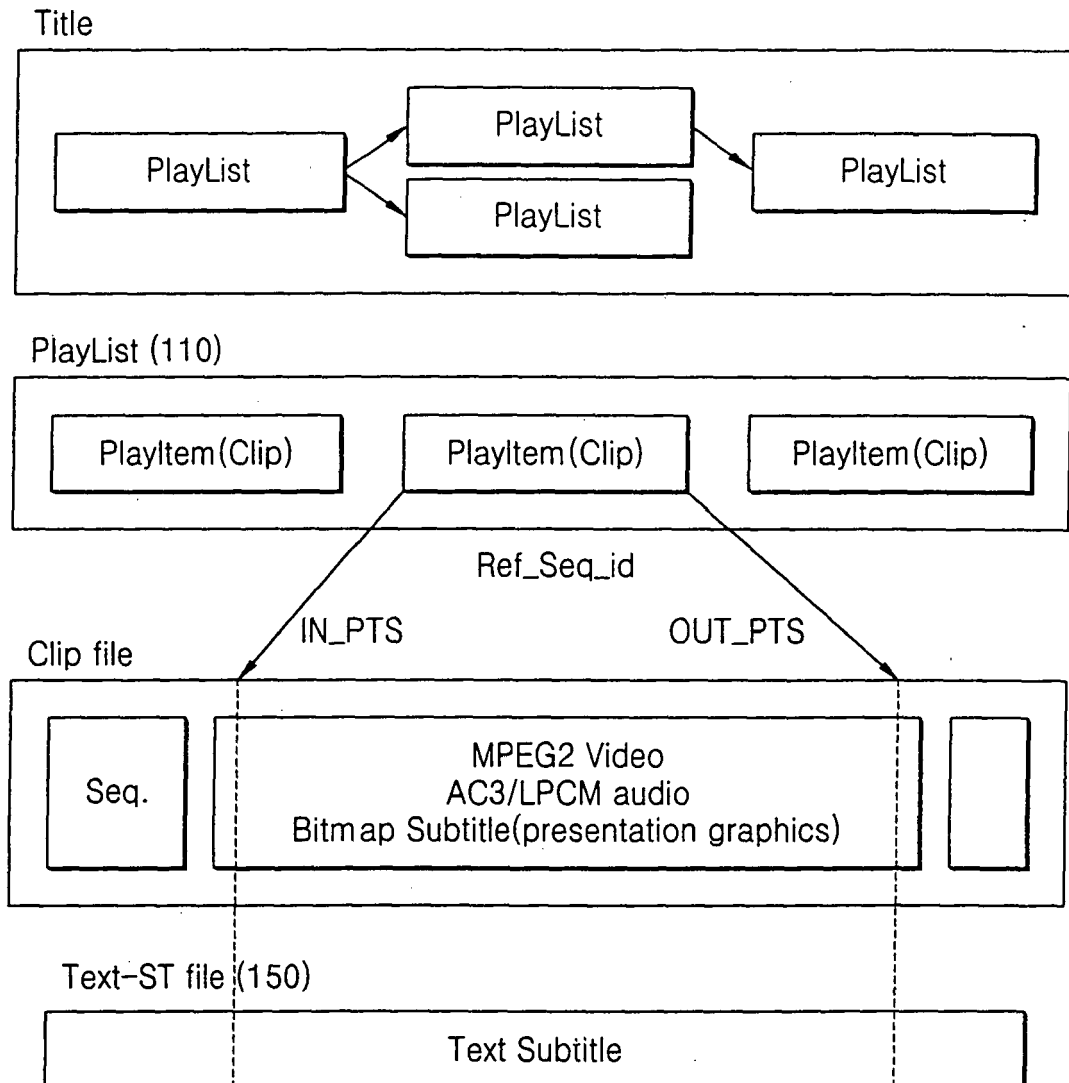 Title
PlayList
PlayList
PlayList
PlayList
PlayList (110)
PlayItem(Clip)
PlayItem(Clip)
PlayItem(Clip)
Ref_Seq_id
IN_PTS
OUT_PTS
Clip file
Seq.
MPEG2 Video
AC3/LPCM audio
Bitmap Subtitle(presentation graphics)
Text-ST file (150)
Text Subtitle